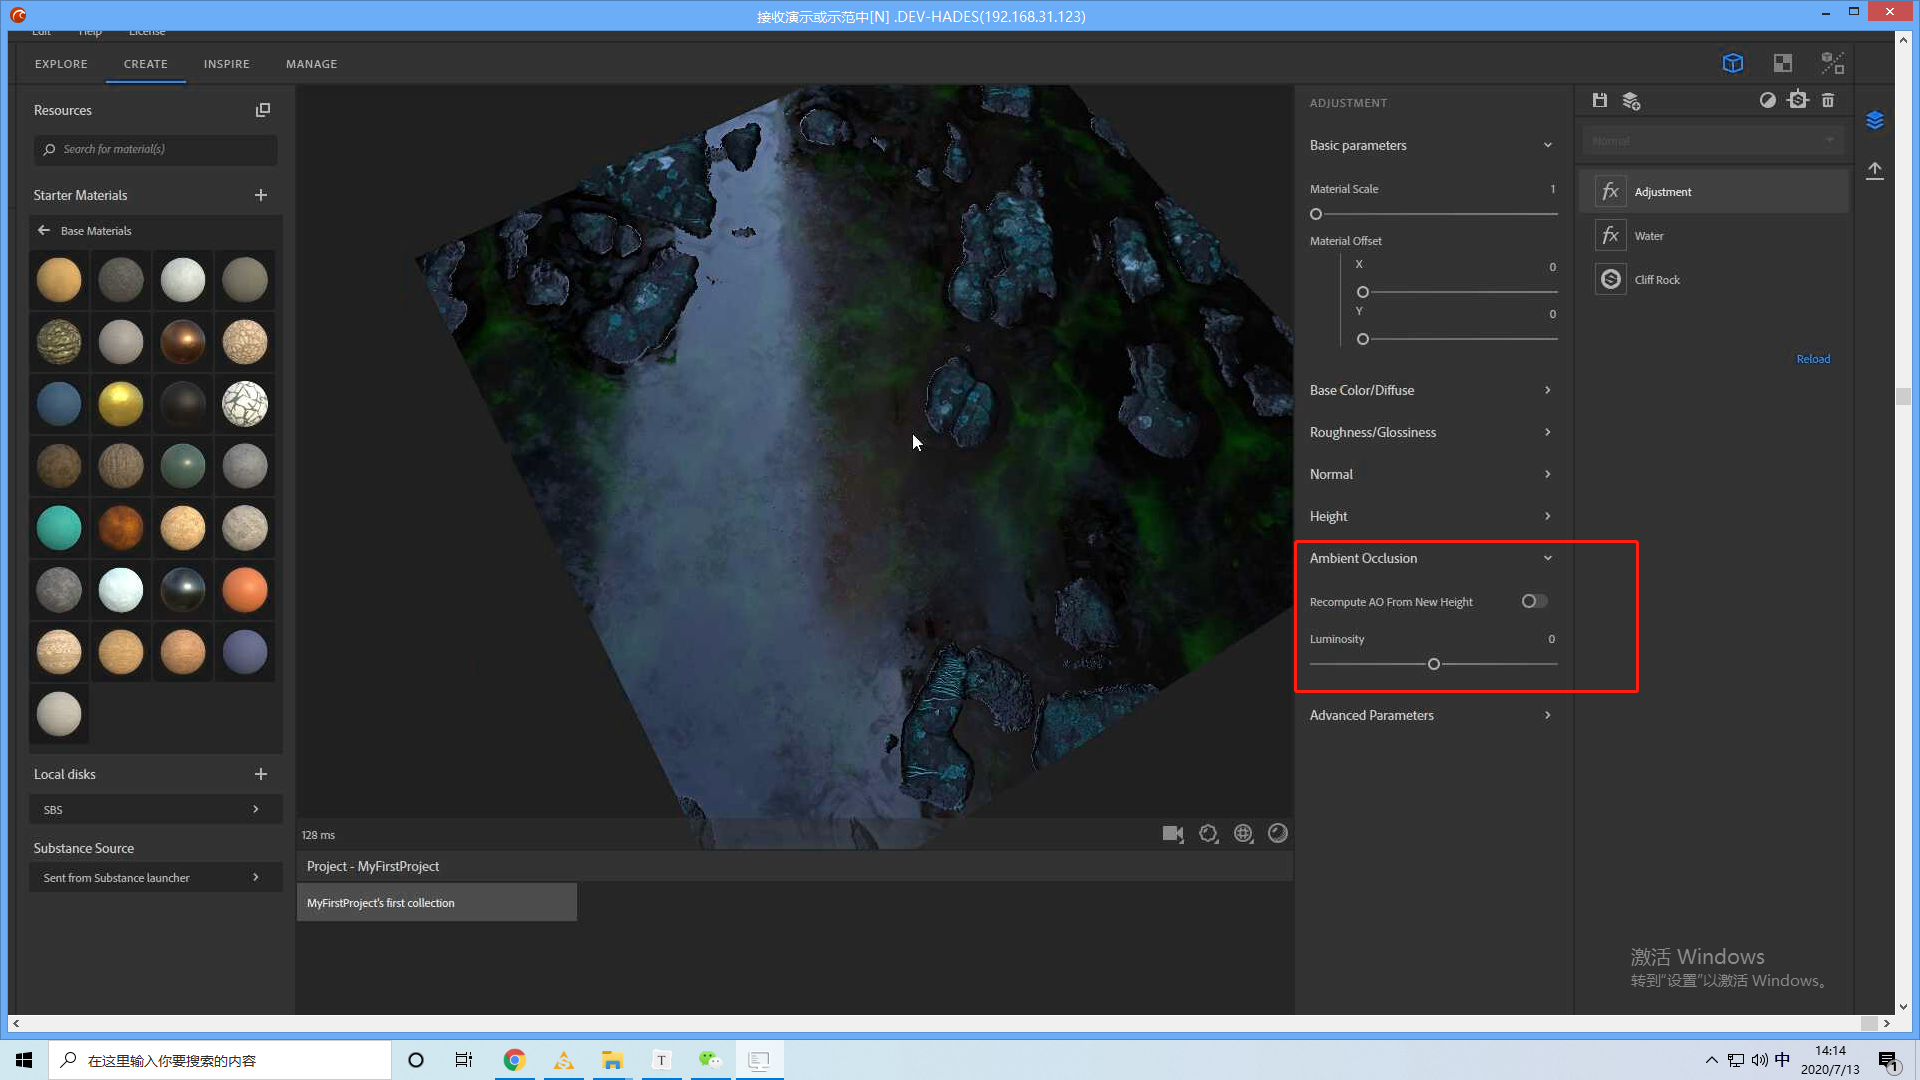 接收演示或示范中[N] .DEV-HADES(192.168.31.123)
Edit Help License
EXPLORE CREATE INSPIRE MANAGE
Resources
Search for material(s)
Starter Materials
Base Materials
Local disks
SBS
Substance Source
Sent from Substance launcher
128 ms
Project - MyFirstProject
MyFirstProject's first collection
ADJUSTMENT
Basic parameters
Material Scale 1
Material Offset
X 0
Y 0
Base Color/Diffuse
Roughness/Glossiness
Normal
Height
Ambient Occlusion
Recompute AO From New Height
Luminosity 0
Advanced Parameters
Normal
fx Adjustment
fx Water
Cliff Rock
Reload
激活 Windows
转到"设置"以激活 Windows。
在这里输入你要搜索的内容
T
中
14:14
2020/7/13
1